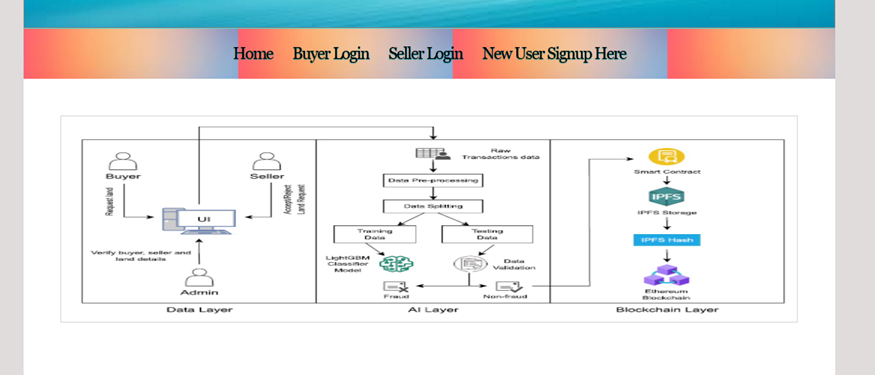 Home Buyer Login Seller Login New User Signup Here
Buyer
Seller
Request land
Accept/Reject
Land Request
UI
Verify buyer, seller and
land details
Admin
Data Layer
Raw
Transactions data
Data Pre-processing
Data Splitting
Training
Data
Testing
Data
LightGBM
Classifier
Model
Data
Validation
Fraud
Non-fraud
AI Layer
Smart Contract
IPFS
IPFS Storage
IPFS Hash
Ethereum
Blockchain
Blockchain Layer